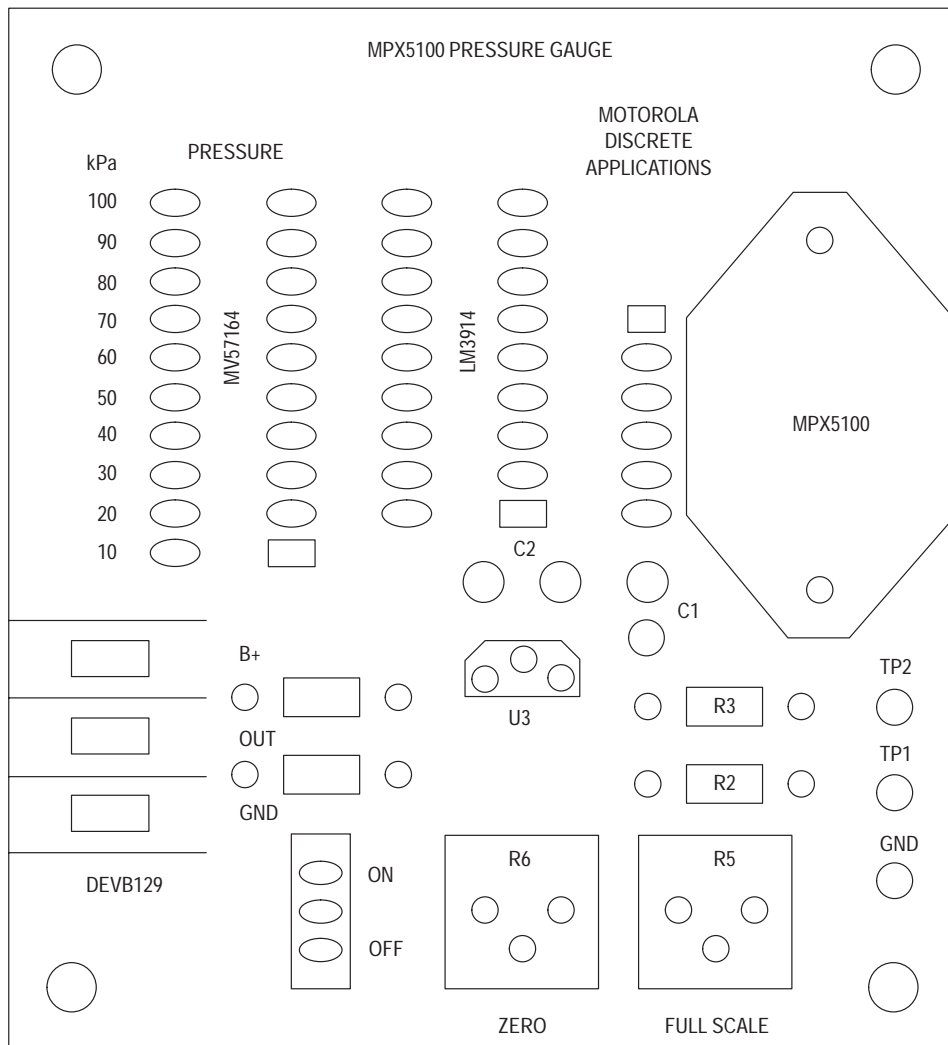 MPX5100 PRESSURE GAUGE
MOTOROLA
DISCRETE
APPLICATIONS
PRESSURE
kPa
100
90
80
70
60
50
40
30
20
10
MV57164
LM3914
MPX5100
C2
C1
U3
B+
OUT
GND
R3
R2
TP2
TP1
GND
DEVB129
ON
OFF
R6
R5
ZERO
FULL SCALE